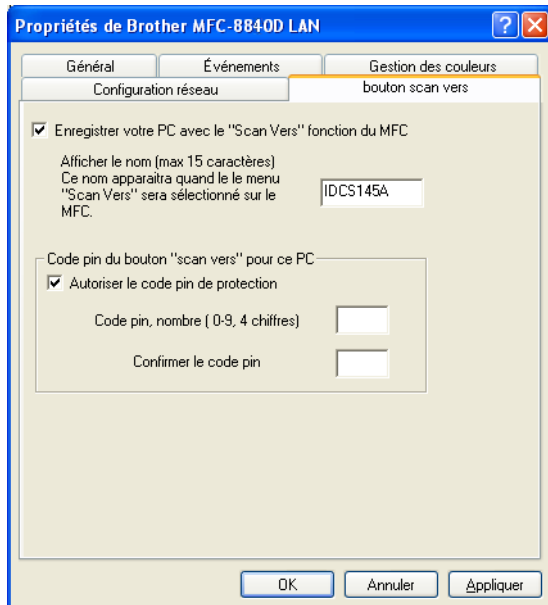 Propriétés de Brother MFC-8840D LAN
Général
Événements
Gestion des couleurs
Configuration réseau
bouton scan vers
Enregistrer votre PC avec le "Scan Vers" fonction du MFC
Afficher le nom (max 15 caractères)
Ce nom apparaitra quand le le menu
"Scan Vers" sera sélectionné sur le
MFC.
IDCS145A
Code pin du bouton "scan vers" pour ce PC
Autoriser le code pin de protection
Code pin, nombre ( 0-9, 4 chiffres)
Confirmer le code pin
OK
Annuler
Appliquer